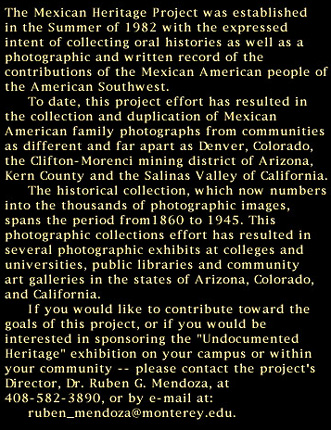 The Mexican Heritage Project was established
in the Summer of 1982 with the expressed
intent of collecting oral histories as well as a
photographic and written record of the
contributions of the Mexican American people of
the American Southwest.
To date, this project effort has resulted in
the collection and duplication of Mexican
American family photographs from communities
as different and far apart as Denver, Colorado,
the Clifton-Morenci mining district of Arizona,
Kern County and the Salinas Valley of California.
The historical collection, which now numbers
into the thousands of photographic images,
spans the period from1860 to 1945. This
photographic collections effort has resulted in
several photographic exhibits at colleges and
universities, public libraries and community
art galleries in the states of Arizona, Colorado,
and California.
If you would like to contribute toward the
goals of this project, or if you would be
interested in sponsoring the "Undocumented
Heritage" exhibition on your campus or within
your community -- please contact the project's
Director, Dr. Ruben G. Mendoza, at
408-582-3890, or by e-mail at:
ruben_mendoza@monterey.edu.